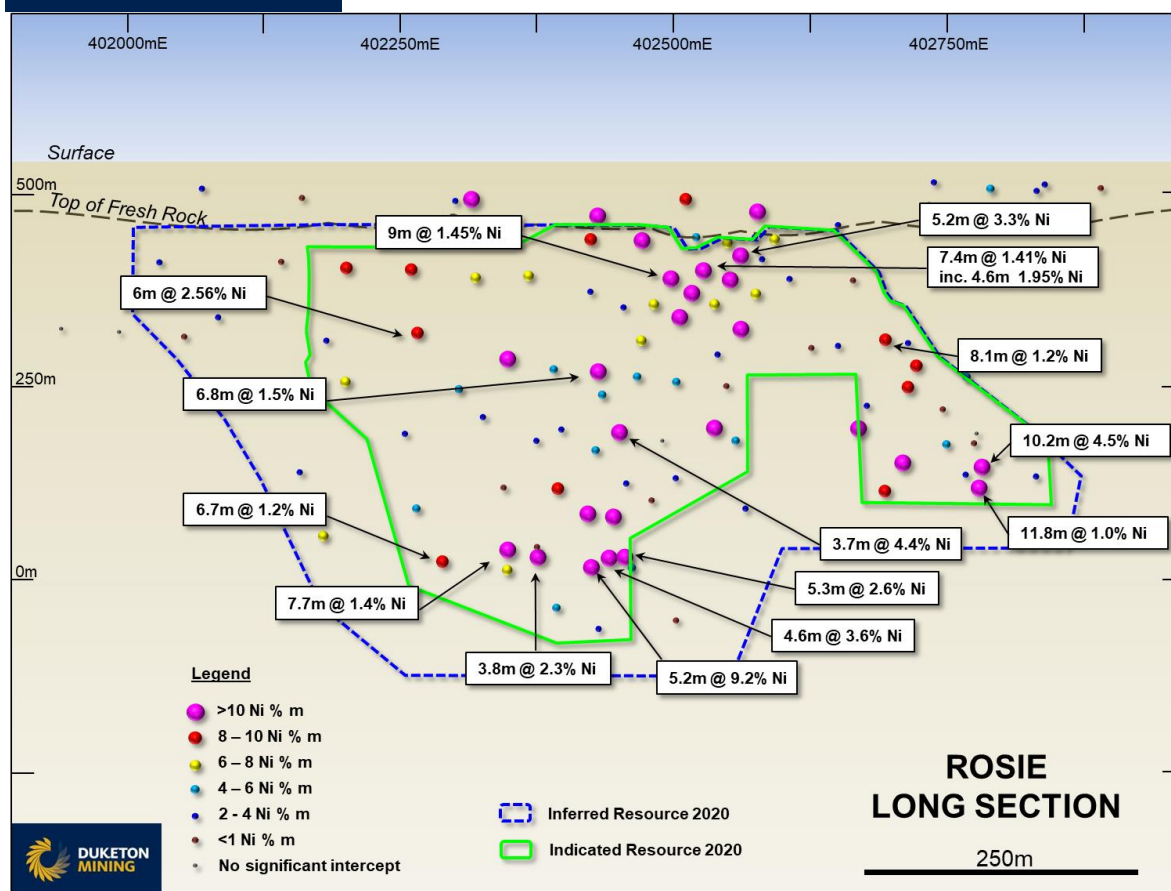 402000mE
402250mE
402500mE
402750mE
Surface
500m
Top of Fresh Rock
9m @ 1.45% Ni
5.2m @ 3.3% Ni
7.4m @ 1.41% Ni
inc. 4.6m 1.95% Ni
6m @ 2.56% Ni
8.1m @ 1.2% Ni
250m
6.8m @ 1.5% Ni
10.2m @ 4.5% Ni
6.7m @ 1.2% Ni
3.7m @ 4.4% Ni
11.8m @ 1.0% Ni
0m
5.3m @ 2.6% Ni
7.7m @ 1.4% Ni
4.6m @ 3.6% Ni
3.8m @ 2.3% Ni
5.2m @ 9.2% Ni
Legend
>10 Ni % m
8 – 10 Ni % m
6 – 8 Ni % m
4 – 6 Ni % m
2 - 4 Ni % m
<1 Ni % m
No significant intercept
Inferred Resource 2020
Indicated Resource 2020
ROSIE
LONG SECTION
250m
DUKETON
MINING